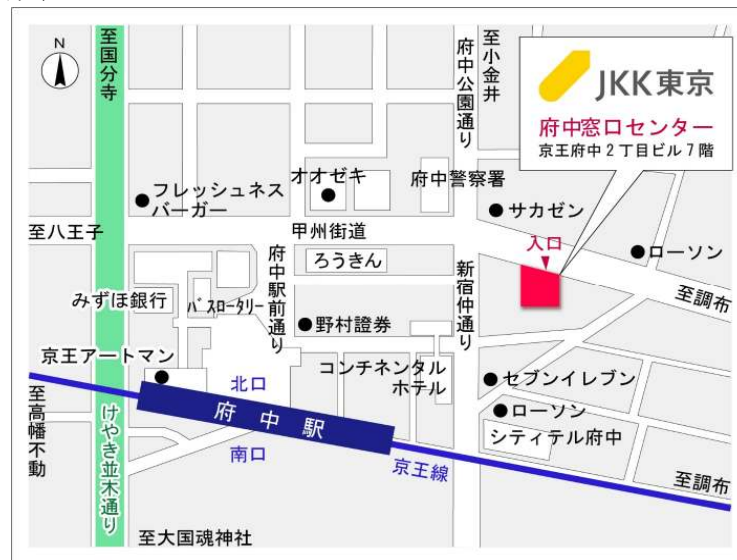 N
至国分寺
府中公園通り
至小金井
JKK東京
府中窓口センター
京王府中2丁目ビル7階
フレッシュネス
バーガー
オオゼキ
府中警察署
サカゼン
至八王子
甲州街道
入口
ローソン
ろうきん
府中駅前通り
新宿仲通り
至調布
みずほ銀行
バスロータリー
野村證券
京王アートマン
コンチネンタル
ホテル
セブンイレブン
北口
ローソン
府中駅
シティテル府中
至高幡不動
けやき並木通り
南口
京王線
至調布
至大国魂神社